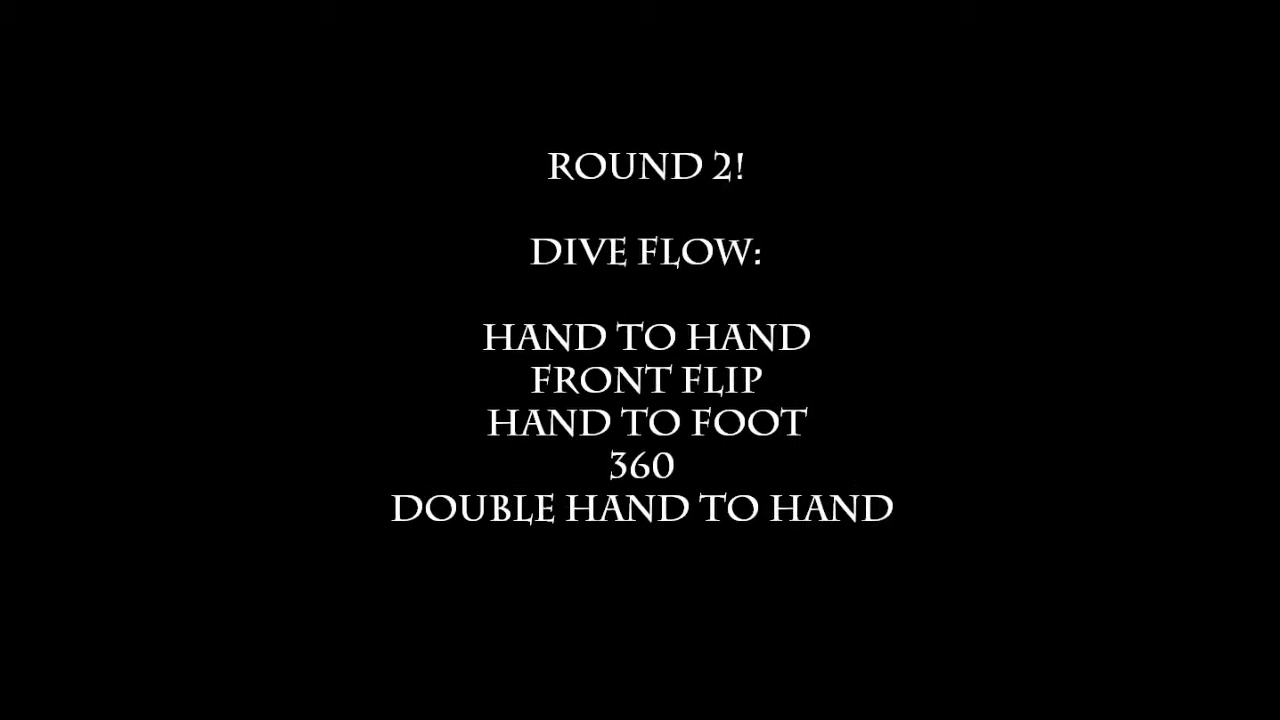 ROUND 2!
DIVE FLOW:
HAND TO HAND
FRONT FLIP
HAND TO FOOT
360
DOUBLE HAND TO HAND